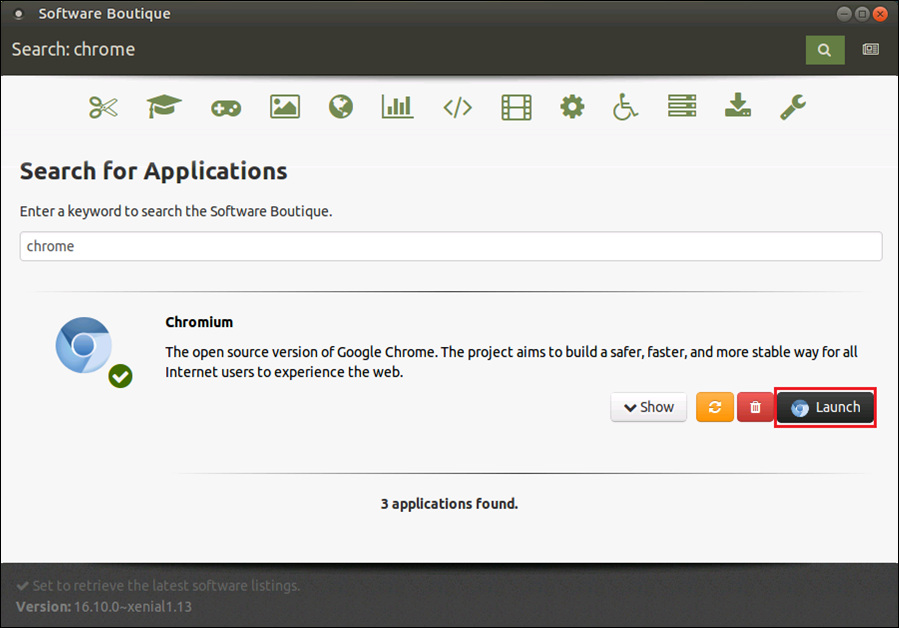 Software Boutique
Search: chrome
Search for Applications
Enter a keyword to search the Software Boutique.
chrome
Chromium
The open source version of Google Chrome. The project aims to build a safer, faster, and more stable way for all
Internet users to experience the web.
Show
Launch
3 applications found.
Set to retrieve the latest software listings.
Version: 16.10.0~xenial1.13